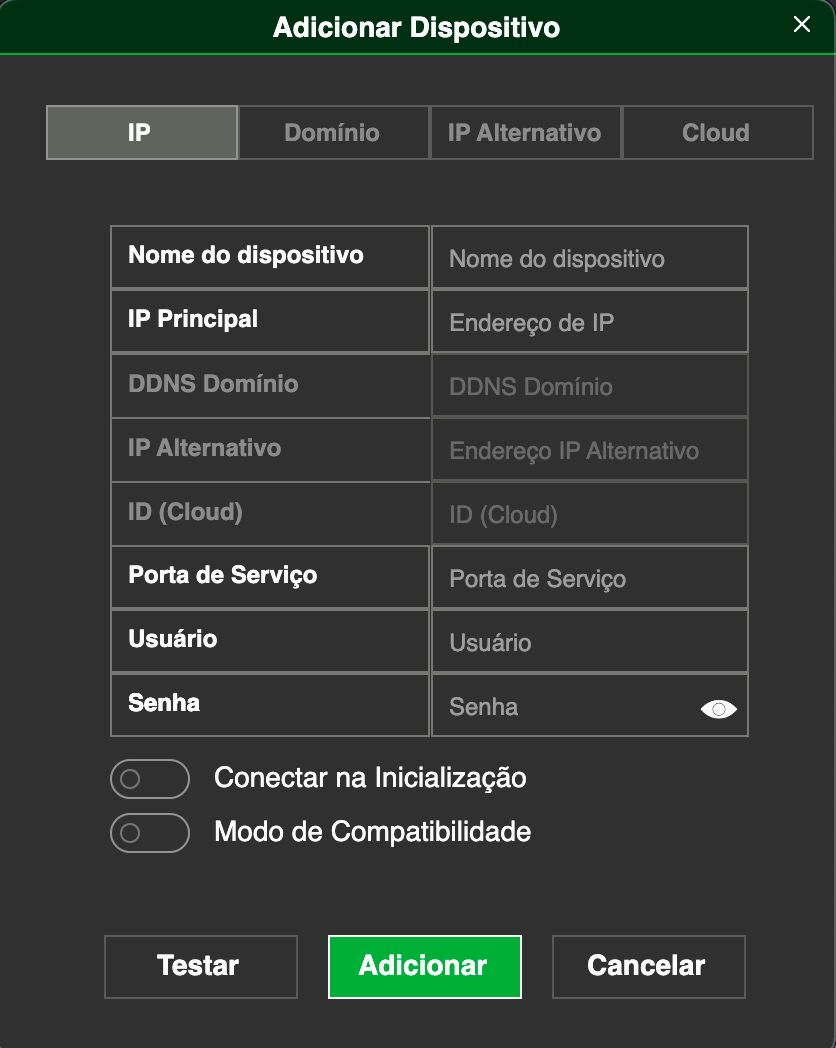 Adicionar Dispositivo
IP Domínio IP Alternativo Cloud
Nome do dispositivo Nome do dispositivo
IP Principal Endereço de IP
DDNS Domínio DDNS Domínio
IP Alternativo Endereço IP Alternativo
ID (Cloud) ID (Cloud)
Porta de Serviço Porta de Serviço
Usuário Usuário
Senha Senha
Conectar na Inicialização
Modo de Compatibilidade
Testar Adicionar Cancelar